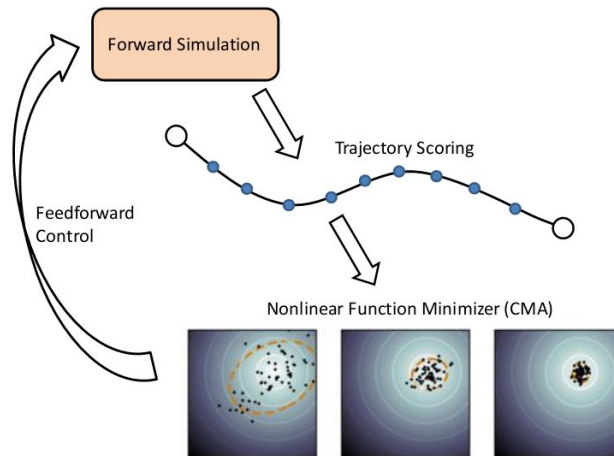 Forward Simulation
Trajectory Scoring
Feedforward
Control
Nonlinear Function Minimizer (CMA)